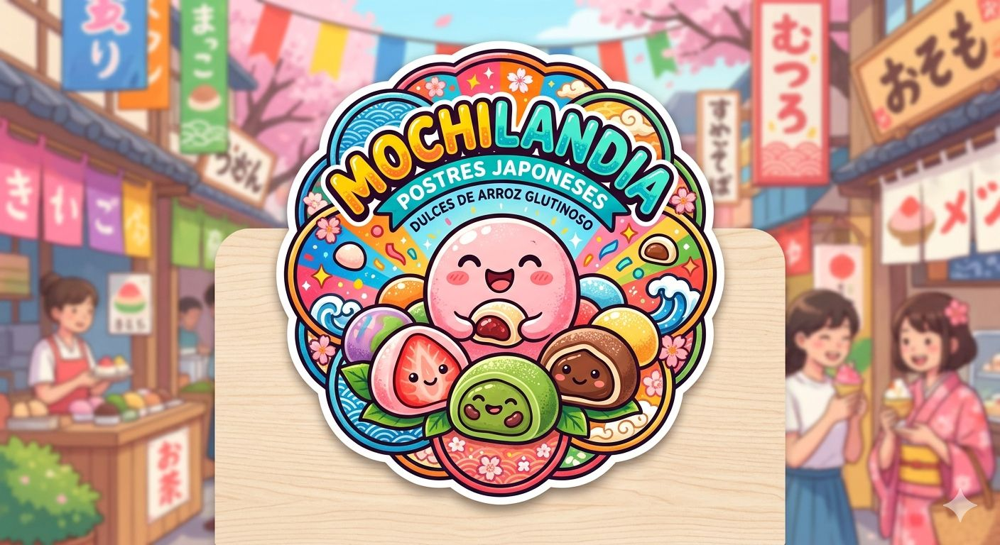 まっこ
むつろ
おそも
うめん
すめそば
きかご
メン
お茶
MOCHILANDIA
POSTRES JAPONESES
DULCES DE ARROZ GLUTINOSO